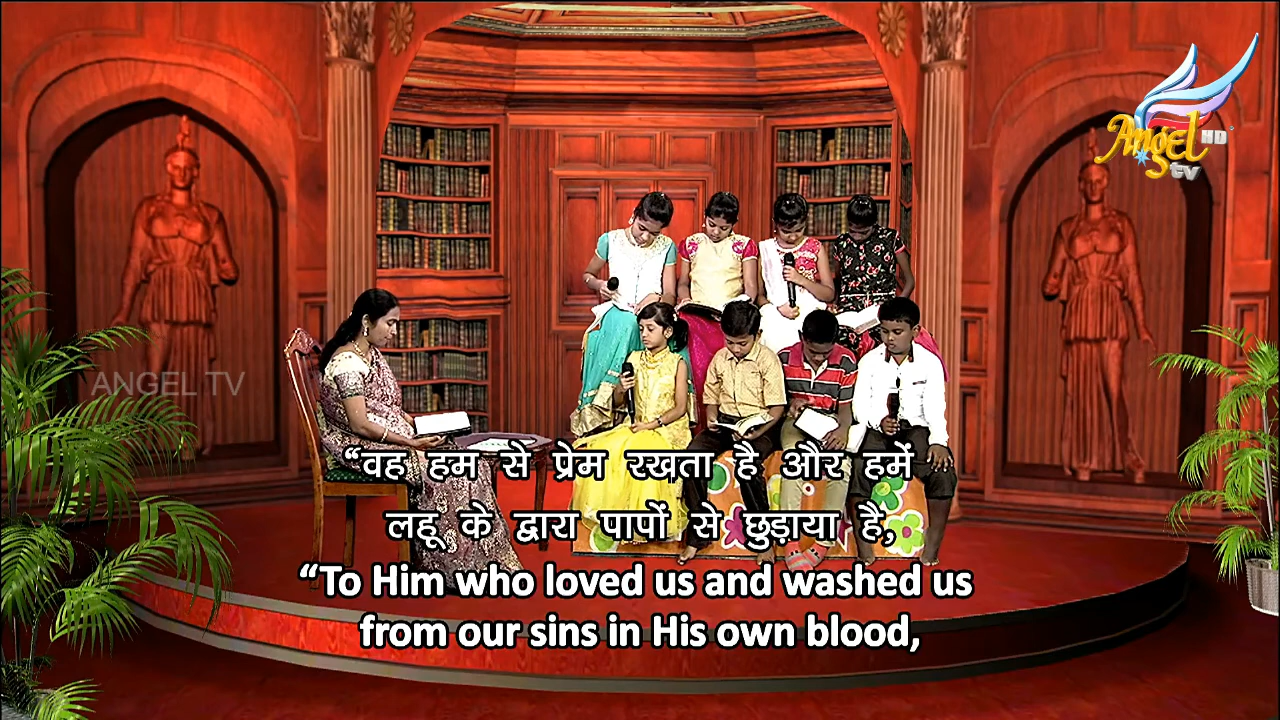 Angel HD
tv
ANGEL TV
“वह हम से प्रेम रखता है और हमें
लहू के द्वारा पापों से छुड़ाया है,
“To Him who loved us and washed us
from our sins in His own blood,